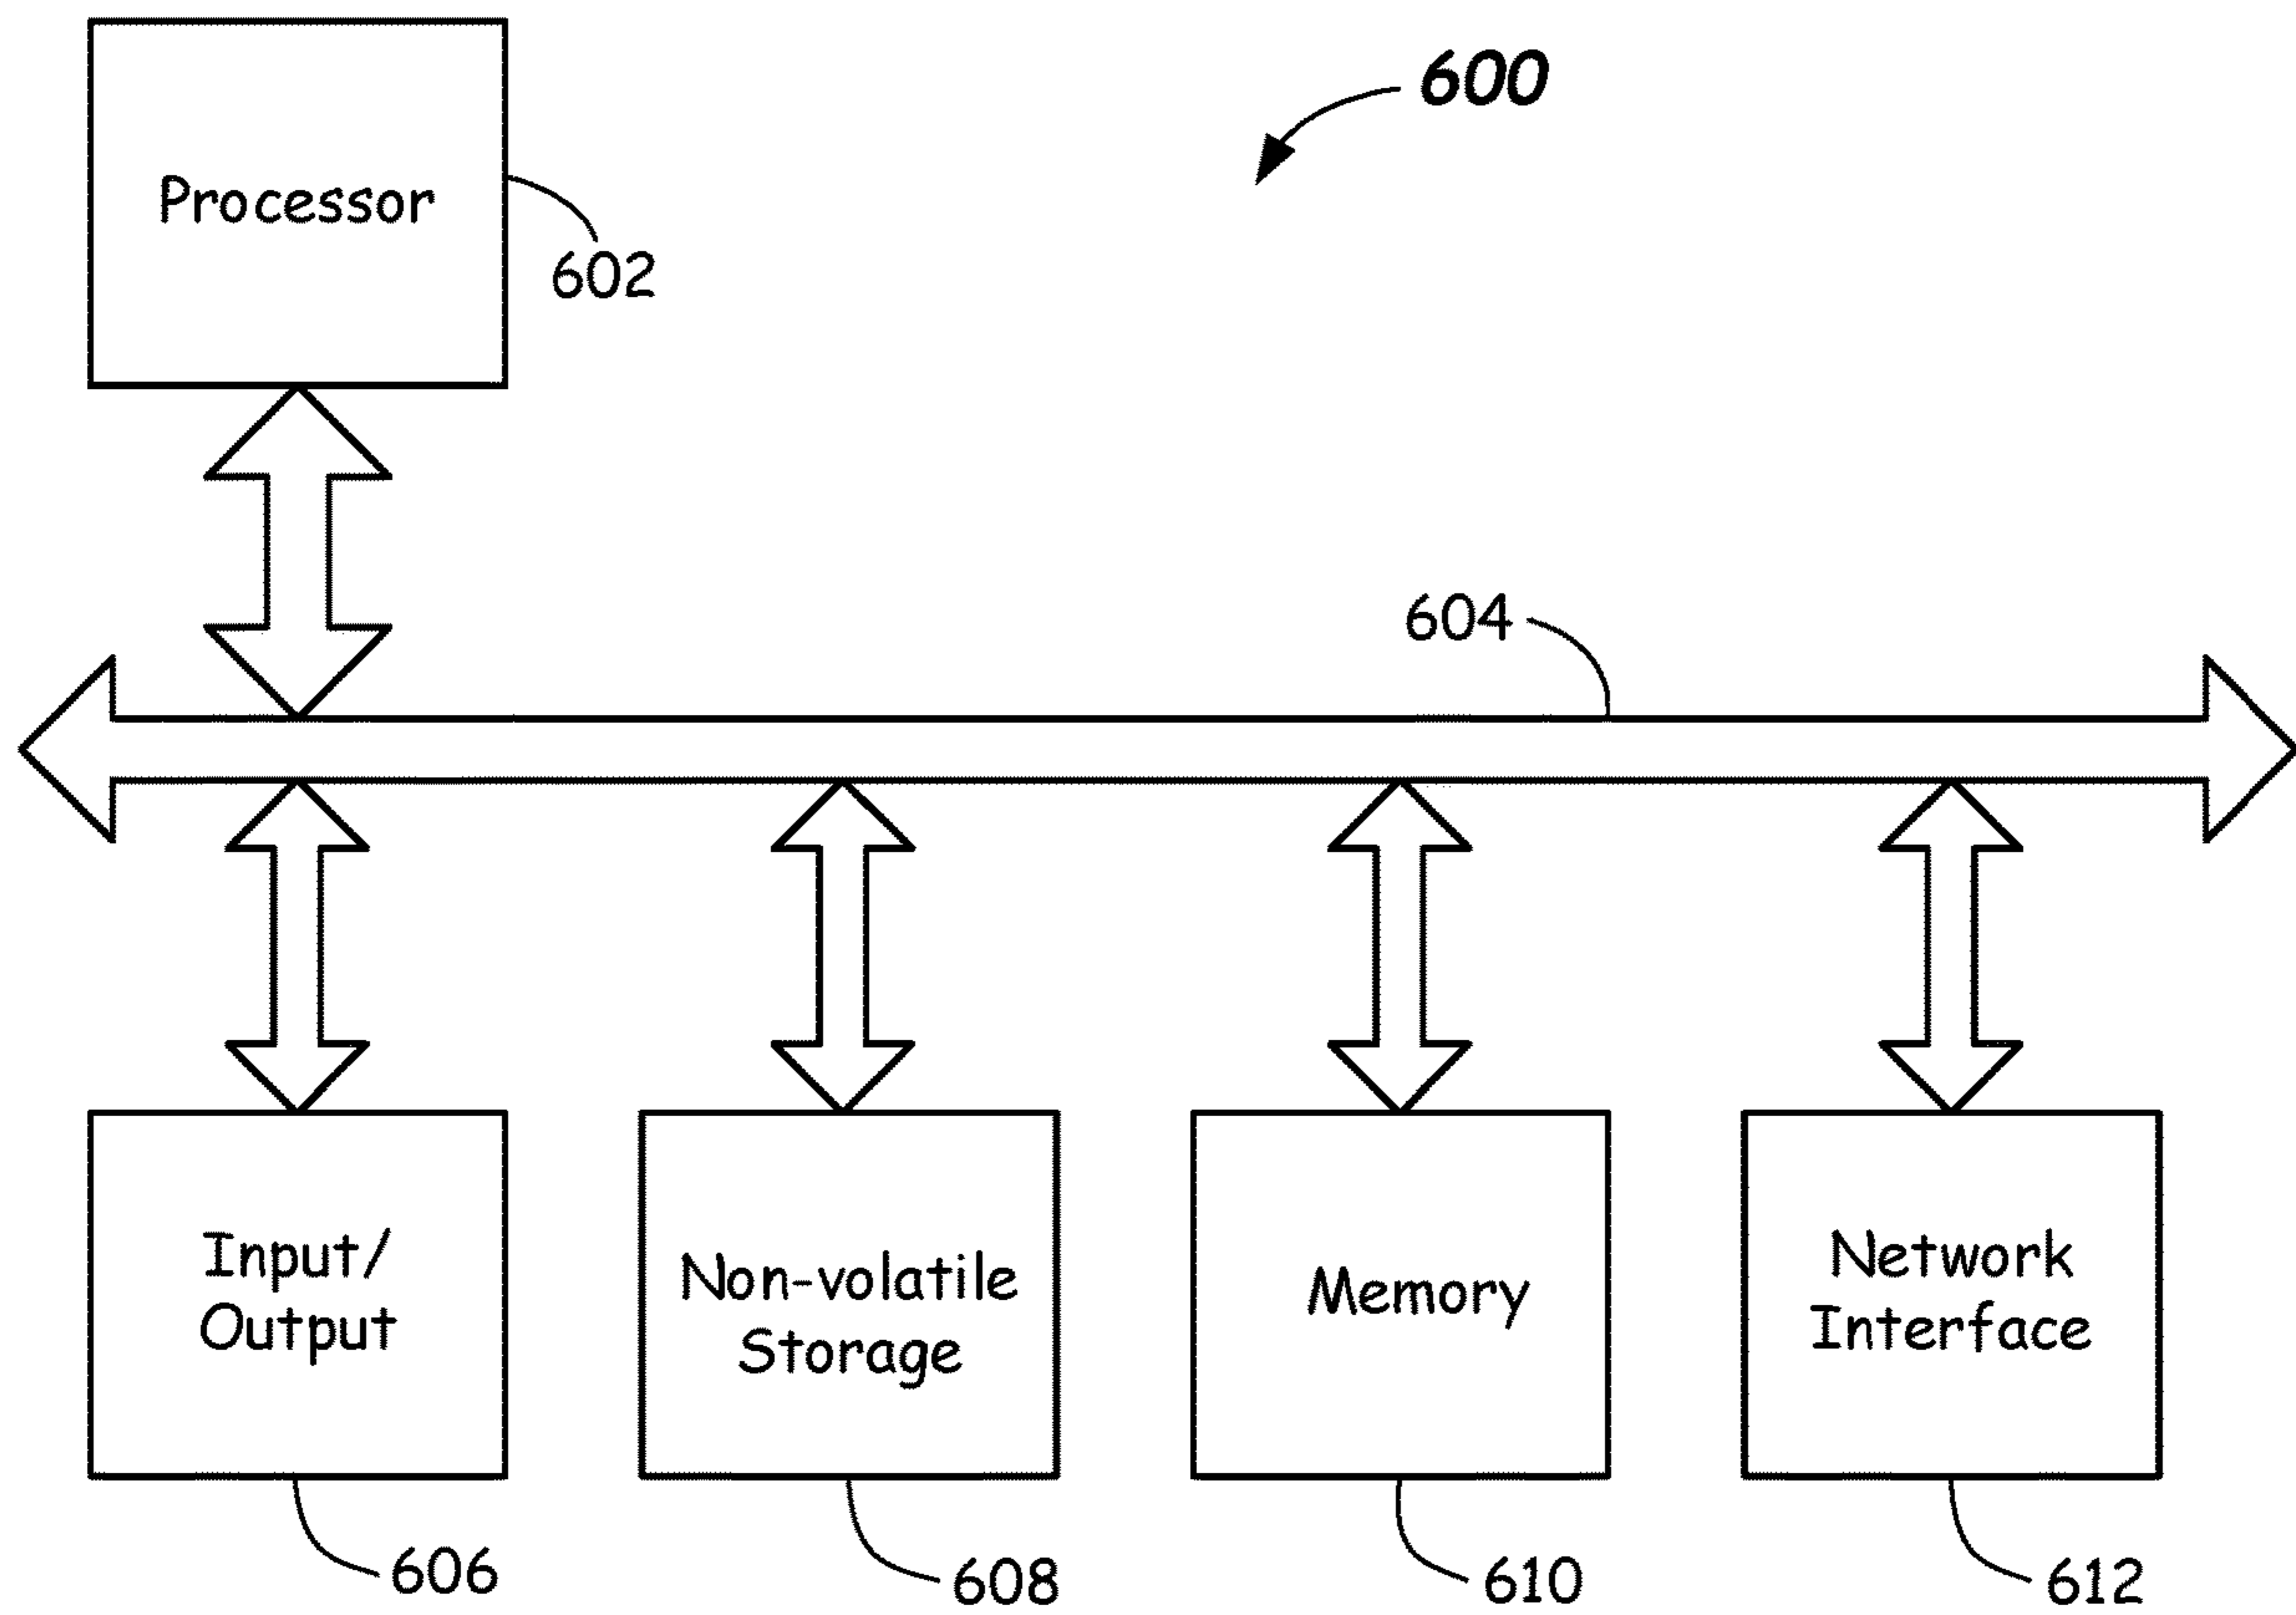 600
Processor
602
604
Input/
Output
Non-volatile
Storage
Memory
Network
Interface
606
608
610
612